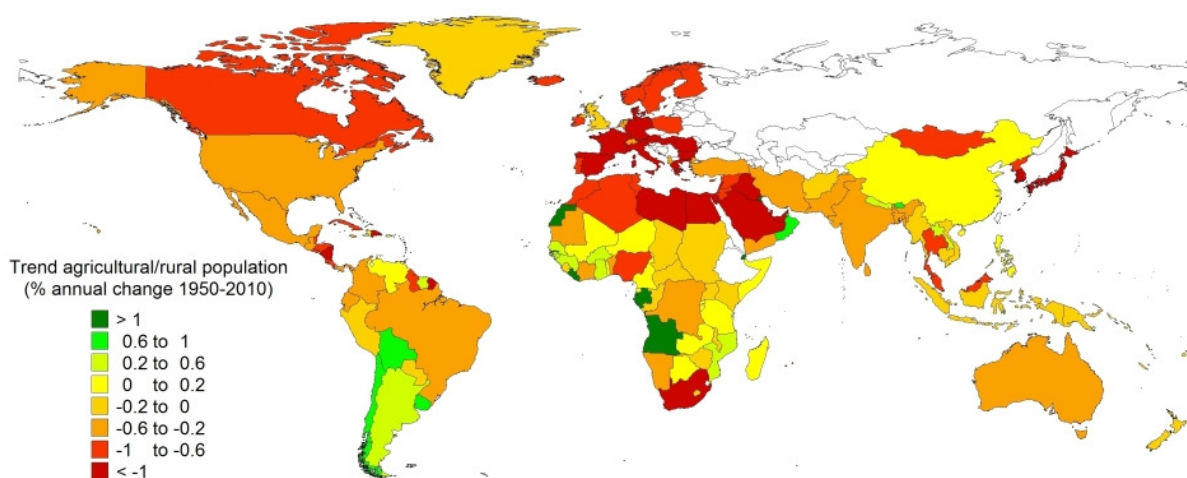 Trend agricultural/rural population
(% annual change 1950-2010)
> 1
0.6 to 1
0.2 to 0.6
0 to 0.2
-0.2 to 0
-0.6 to -0.2
-1 to -0.6
< -1